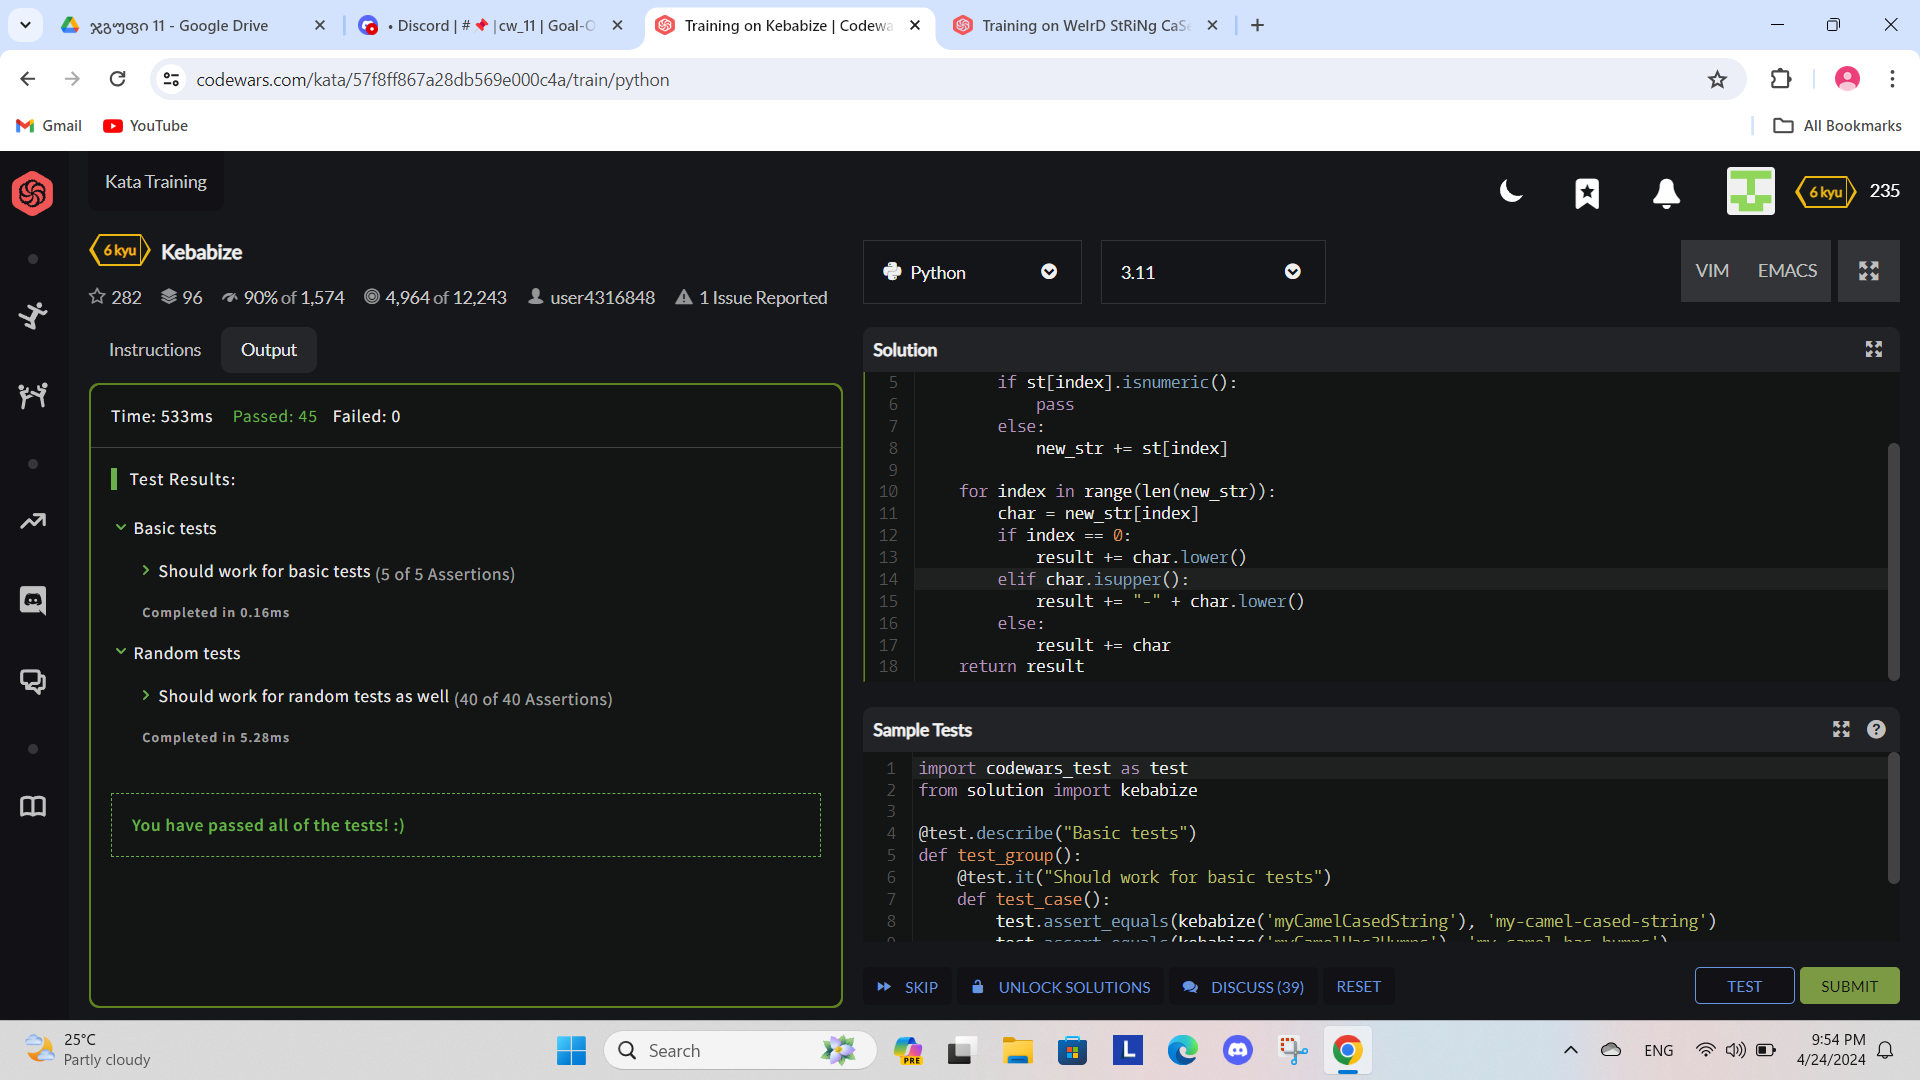 ჯგუფი 11 - Google Drive
• Discord | # 📌 |cw_11 | Goal-O
Training on Kebabize | Codewa
Training on WeIrD StRiNg CaSe
codewars.com/kata/57f8ff867a28db569e000c4a/train/python
Gmail
YouTube
All Bookmarks
Kata Training
6 kyu
235
6 kyu
Kebabize
282
96
90% of 1,574
4,964 of 12,243
user4316848
1 Issue Reported
Python
3.11
VIM
EMACS
Instructions
Output
Time: 533ms Passed: 45 Failed: 0
Test Results:
Basic tests
Should work for basic tests (5 of 5 Assertions)
Completed in 0.16ms
Random tests
Should work for random tests as well (40 of 40 Assertions)
Completed in 5.28ms
You have passed all of the tests! :)
Solution
5 if st[index].isnumeric():
6 pass
7 else:
8 new_str += st[index]
9
10 for index in range(len(new_str)):
11 char = new_str[index]
12 if index == 0:
13 result += char.lower()
14 elif char.isupper():
15 result += "-" + char.lower()
16 else:
17 result += char
18 return result
Sample Tests
1 import codewars_test as test
2 from solution import kebabize
3
4 @test.describe("Basic tests")
5 def test_group():
6 @test.it("Should work for basic tests")
7 def test_case():
8 test.assert_equals(kebabize('myCamelCasedString'), 'my-camel-cased-string')
9 test.assert_equals(kebabize('myCamelHas3Humps'), 'my-camel-has-humps')
SKIP
UNLOCK SOLUTIONS
DISCUSS (39)
RESET
TEST
SUBMIT
25°C
Partly cloudy
Search
PRE
L
ENG
9:54 PM
4/24/2024